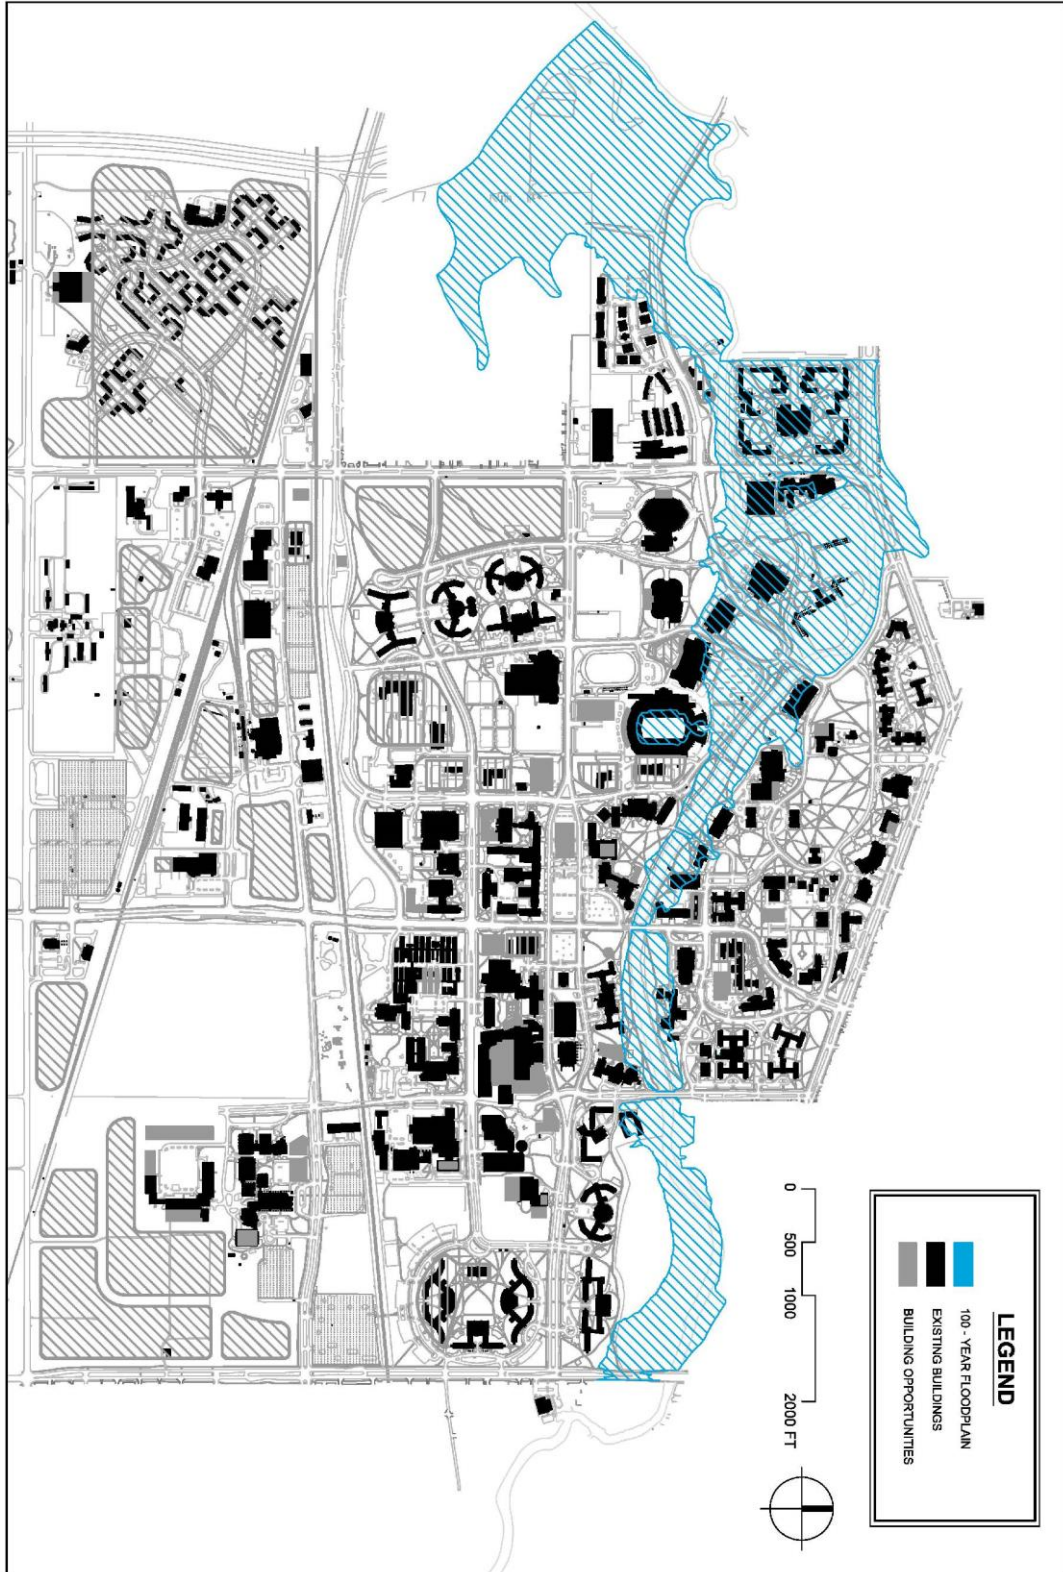 LEGEND
100 - YEAR FLOODPLAIN
EXISTING BUILDINGS
BUILDING OPPORTUNITIES
0 500 1000 2000 FT